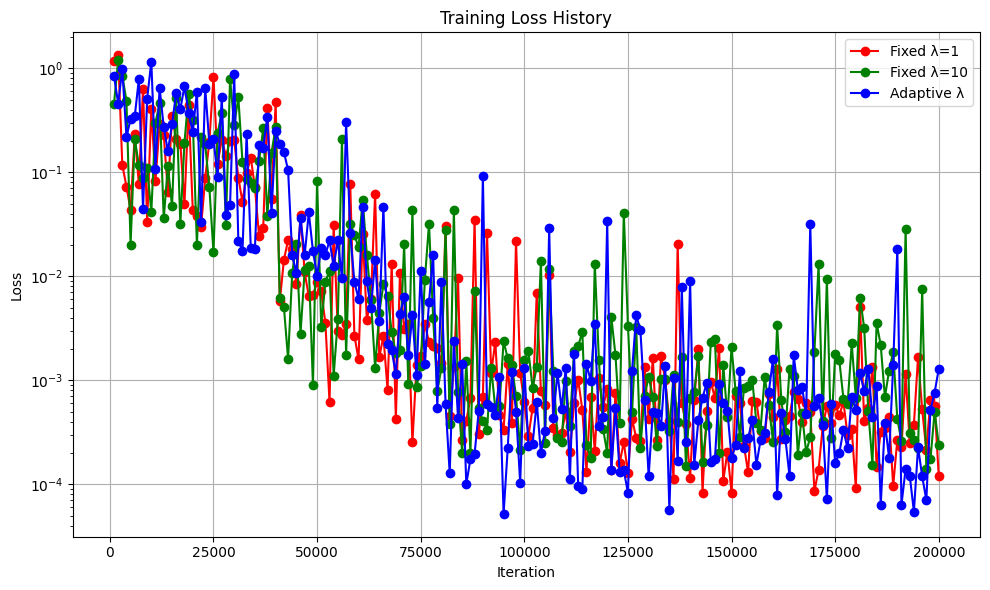 Training Loss History
Fixed λ=1
Fixed λ=10
Adaptive λ
Loss
10⁰
10⁻¹
10⁻²
10⁻³
10⁻⁴
0 25000 50000 75000 100000 125000 150000 175000 200000
Iteration